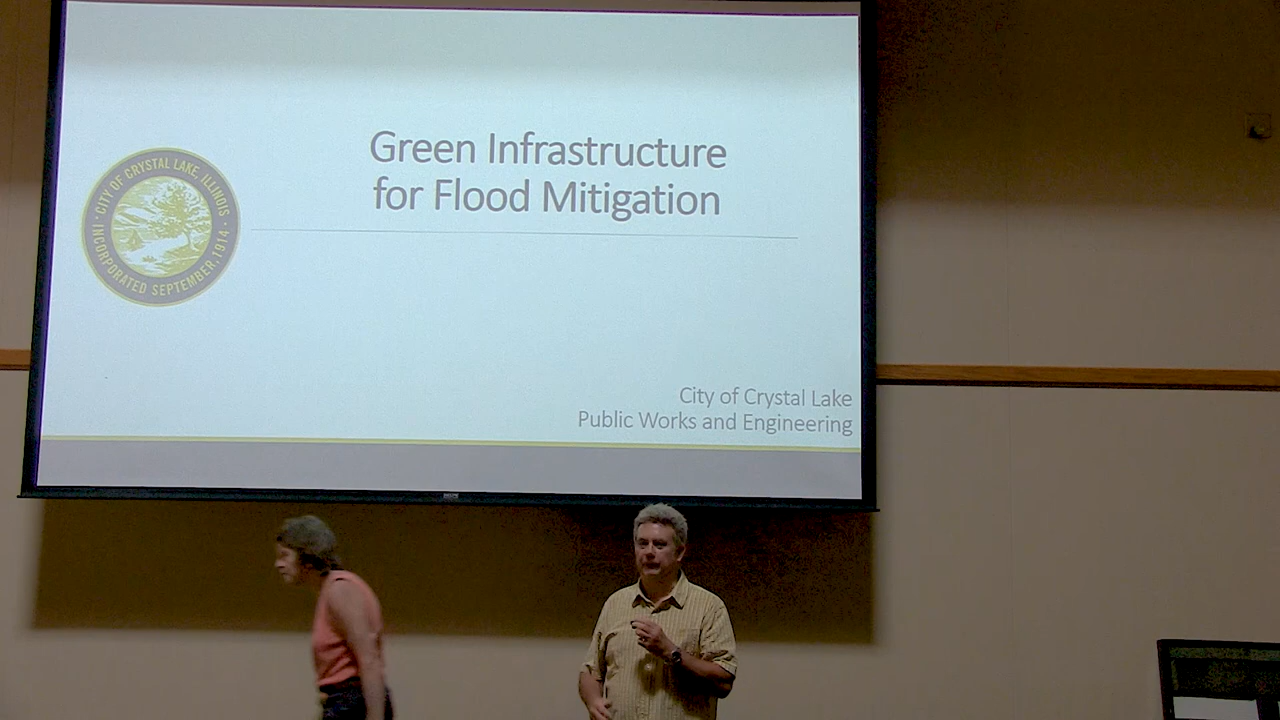 Green Infrastructure
for Flood Mitigation
· CITY OF CRYSTAL LAKE, ILLINOIS ·
INCORPORATED SEPTEMBER, 1914
City of Crystal Lake
Public Works and Engineering